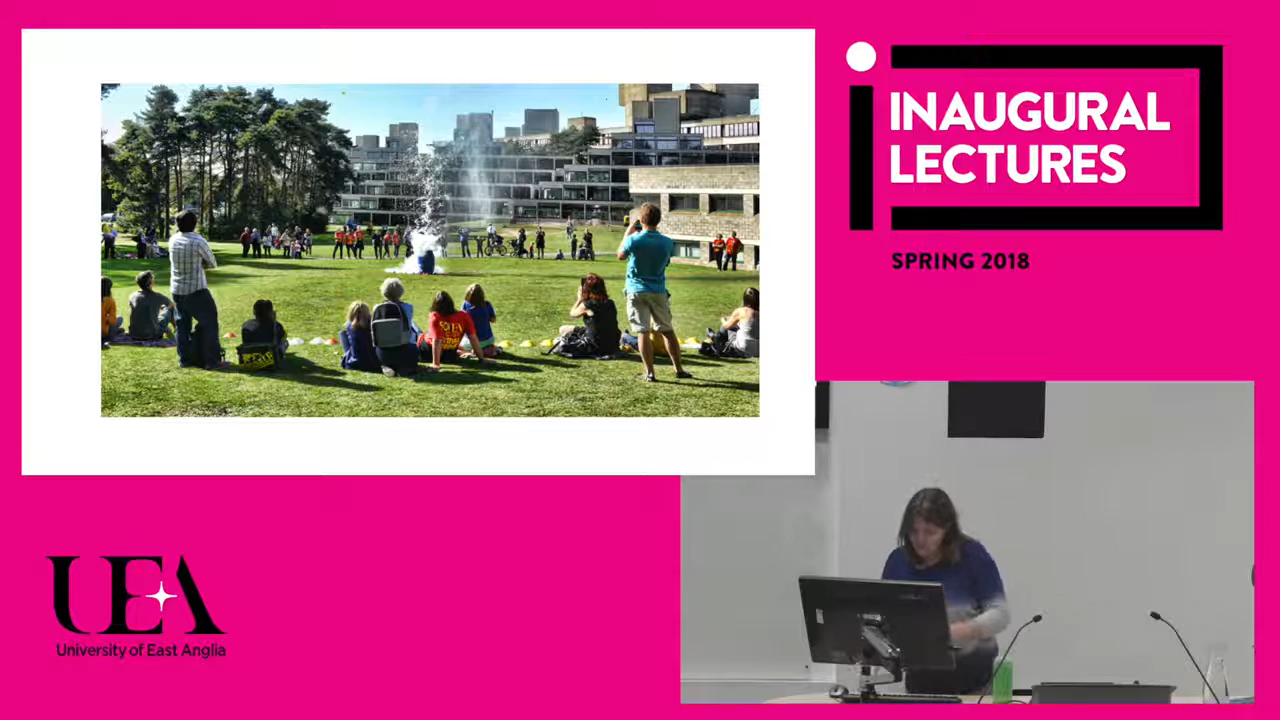 INAUGURAL
LECTURES
SPRING 2018
UEA
University of East Anglia